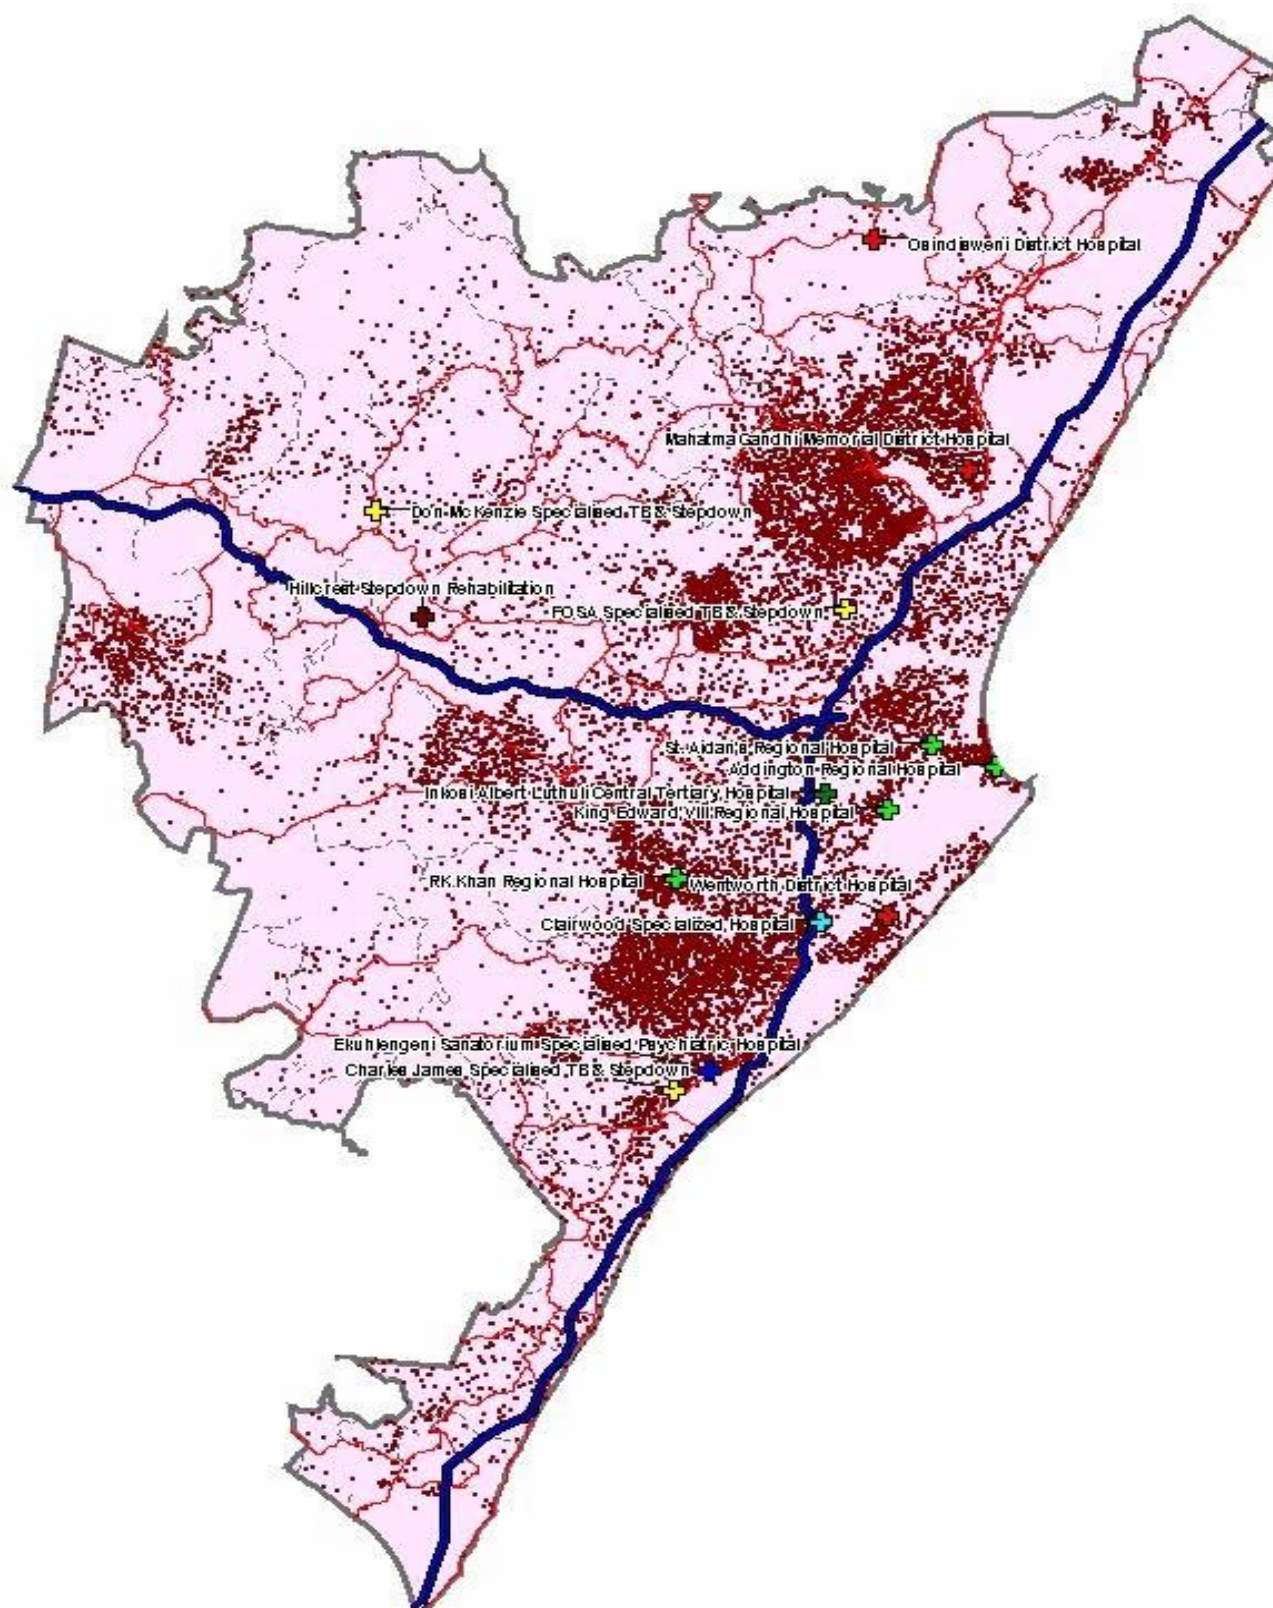 Osindisweni District Hospital
Mahatma Gandhi Memorial District Hospital
Don McKenzie Specialised TB & Stepdown
Hillcrest Stepdown Rehabilitation
FOSA Specialised TB & Stepdown
St. Aidan's Regional Hospital
Addington Regional Hospital
Inkosi Albert Luthuli Central Tertiary Hospital
King Edward VIII Regional Hospital
RK Khan Regional Hospital
Wentworth District Hospital
Clairwood Specialized Hospital
Ekuhlengeni Sanatorium Specialised Psychiatric Hospital
Charles James Specialised TB & Stepdown